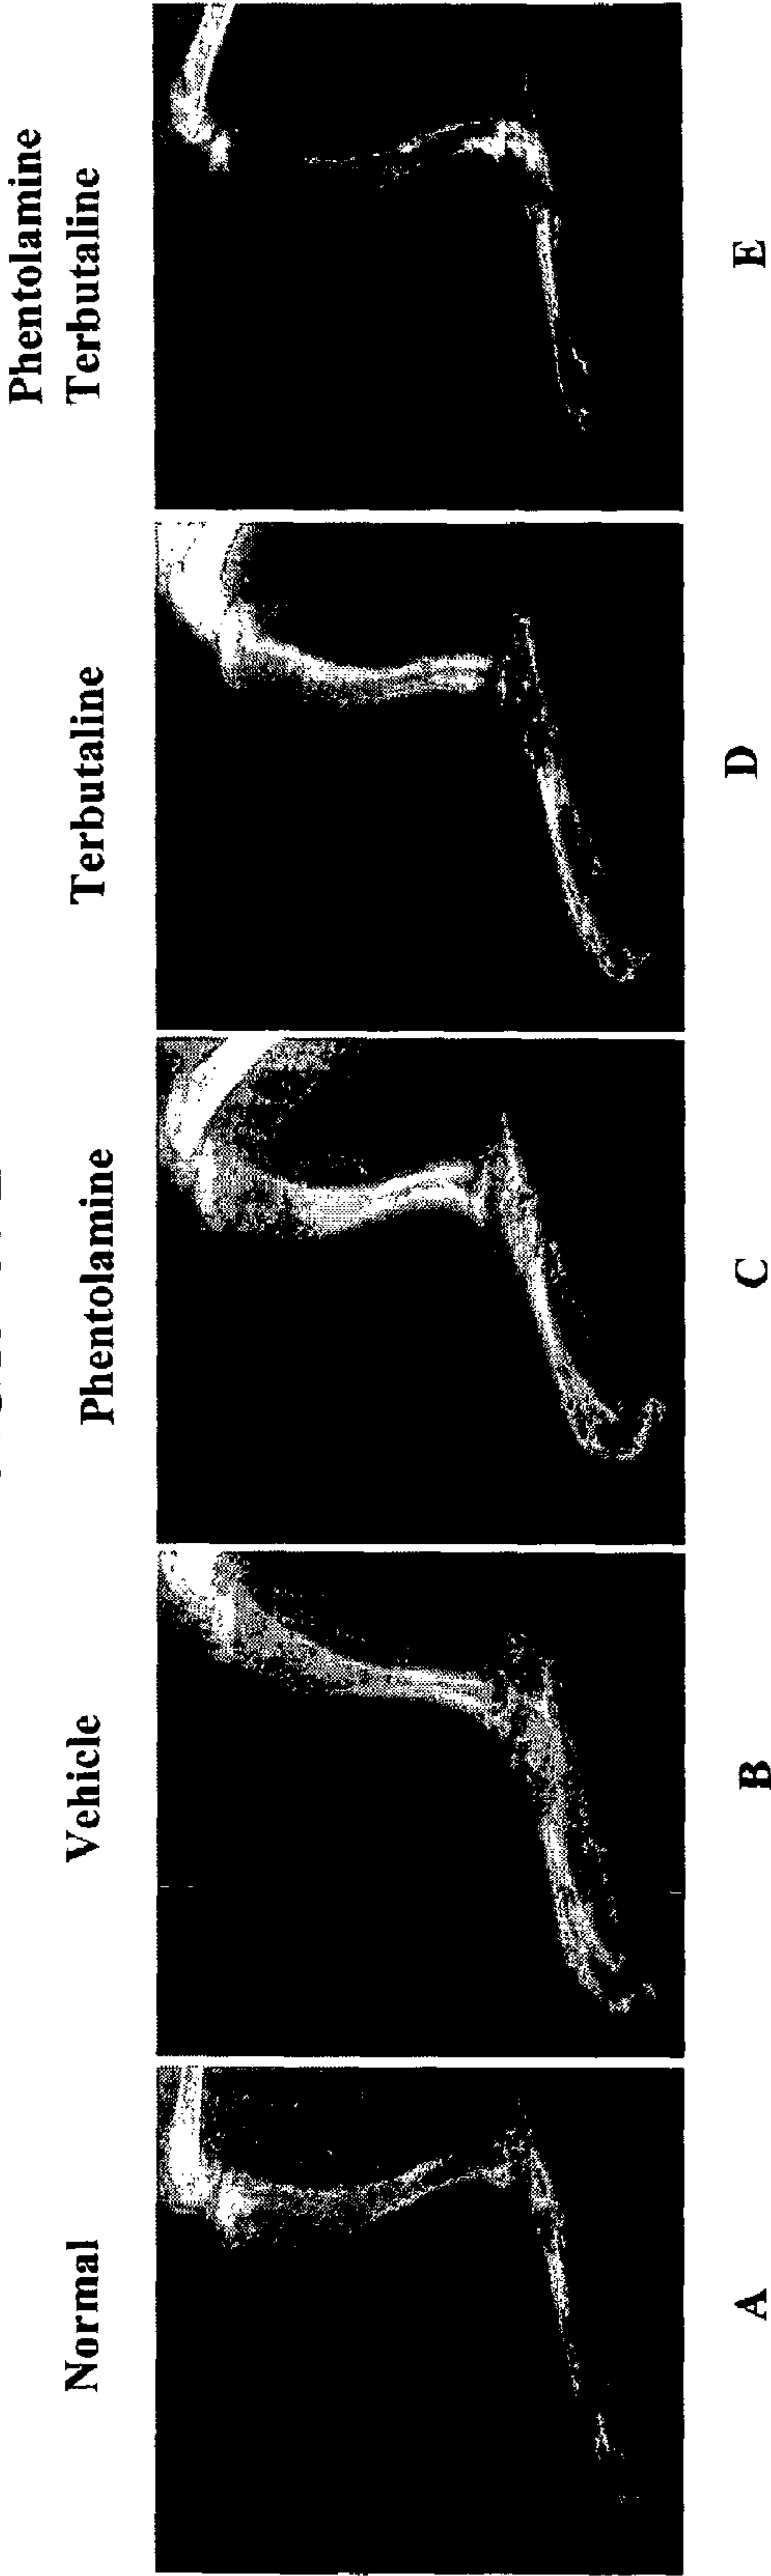 Normal
Vehicle
Phentolamine
Terbutaline
Phentolamine
Terbutaline
A
B
C
D
E